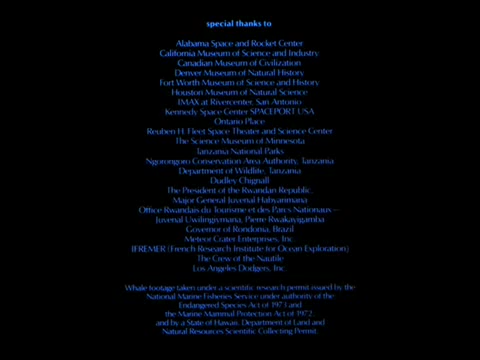 special thanks to
Alabama Space and Rocket Center
California Museum of Science and Industry
Canadian Museum of Civilization
Denver Museum of Natural History
Fort Worth Museum of Science and History
Houston Museum of Natural Science
IMAX at Rivercenter, San Antonio
Kennedy Space Center SPACEPORT USA
Ontario Place
Reuben H. Fleet Space Theater and Science Center
The Science Museum of Minnesota
Tanzania National Parks
Ngorongoro Conservation Area Authority, Tanzania
Department of Wildlife, Tanzania
Dudley Chignall
The President of the Rwandan Republic,
Major General Juvenal Habyarimana
Office Rwandais du Tourisme et des Parcs Nationaux—
Juvenal Uwilingiymana, Pierre Rwakayigamba
Governor of Rondonia, Brazil
Meteor Crater Enterprises, Inc.
IFREMER (French Research Institute for Ocean Exploration)
The Crew of the Nautile
Los Angeles Dodgers, Inc.
Whale footage taken under a scientific research permit issued by the
National Marine Fisheries Service under authority of the
Endangered Species Act of 1973 and
the Marine Mammal Protection Act of 1972,
and by a State of Hawaii, Department of Land and
Natural Resources Scientific Collecting Permit.